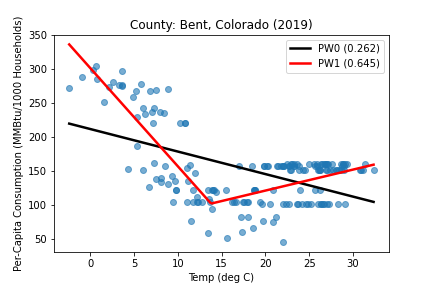 County: Bent, Colorado (2019)
Per-Capita Consumption (MMBtu/1000 Households)
350
300
250
200
150
100
50
PW0 (0.262)
PW1 (0.645)
0 5 10 15 20 25 30
Temp (deg C)